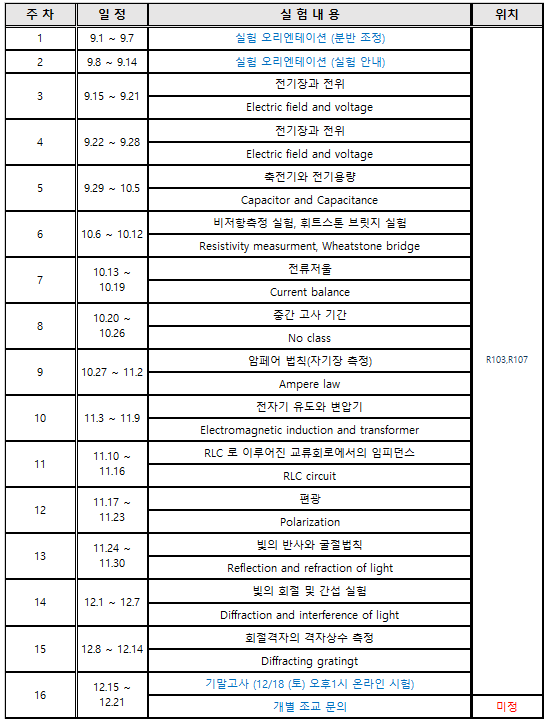 주 차 일 정 실 험 내 용 위치
1 9.1 ~ 9.7 실험 오리엔테이션 (분반 조정)
2 9.8 ~ 9.14 실험 오리엔테이션 (실험 안내)
3 9.15 ~ 9.21 전기장과 전위
Electric field and voltage
4 9.22 ~ 9.28 전기장과 전위
Electric field and voltage
5 9.29 ~ 10.5 축전기와 전기용량
Capacitor and Capacitance
6 10.6 ~ 10.12 비저항측정 실험, 휘트스톤 브릿지 실험
Resistivity measurment, Wheatstone bridge
7 10.13 ~
10.19
전류저울
Current balance
8 10.20 ~
10.26
중간 고사 기간
No class
R103,R107
9 10.27 ~ 11.2 암페어 법칙(자기장 측정)
Ampere law
10 11.3 ~ 11.9 전자기 유도와 변압기
Electromagnetic induction and transformer
11 11.10 ~
11.16
RLC 로 이루어진 교류회로에서의 임피던스
RLC circuit
12 11.17 ~
11.23
편광
Polarization
13 11.24 ~
11.30
빛의 반사와 굴절법칙
Reflection and refraction of light
14 12.1 ~ 12.7 빛의 회절 및 간섭 실험
Diffraction and interference of light
15 12.8 ~ 12.14 회절격자의 격자상수 측정
Diffracting gratingt
16 12.15 ~
12.21
기말고사 (12/18 (토) 오후1시 온라인 시험)
개별 조교 문의 미정